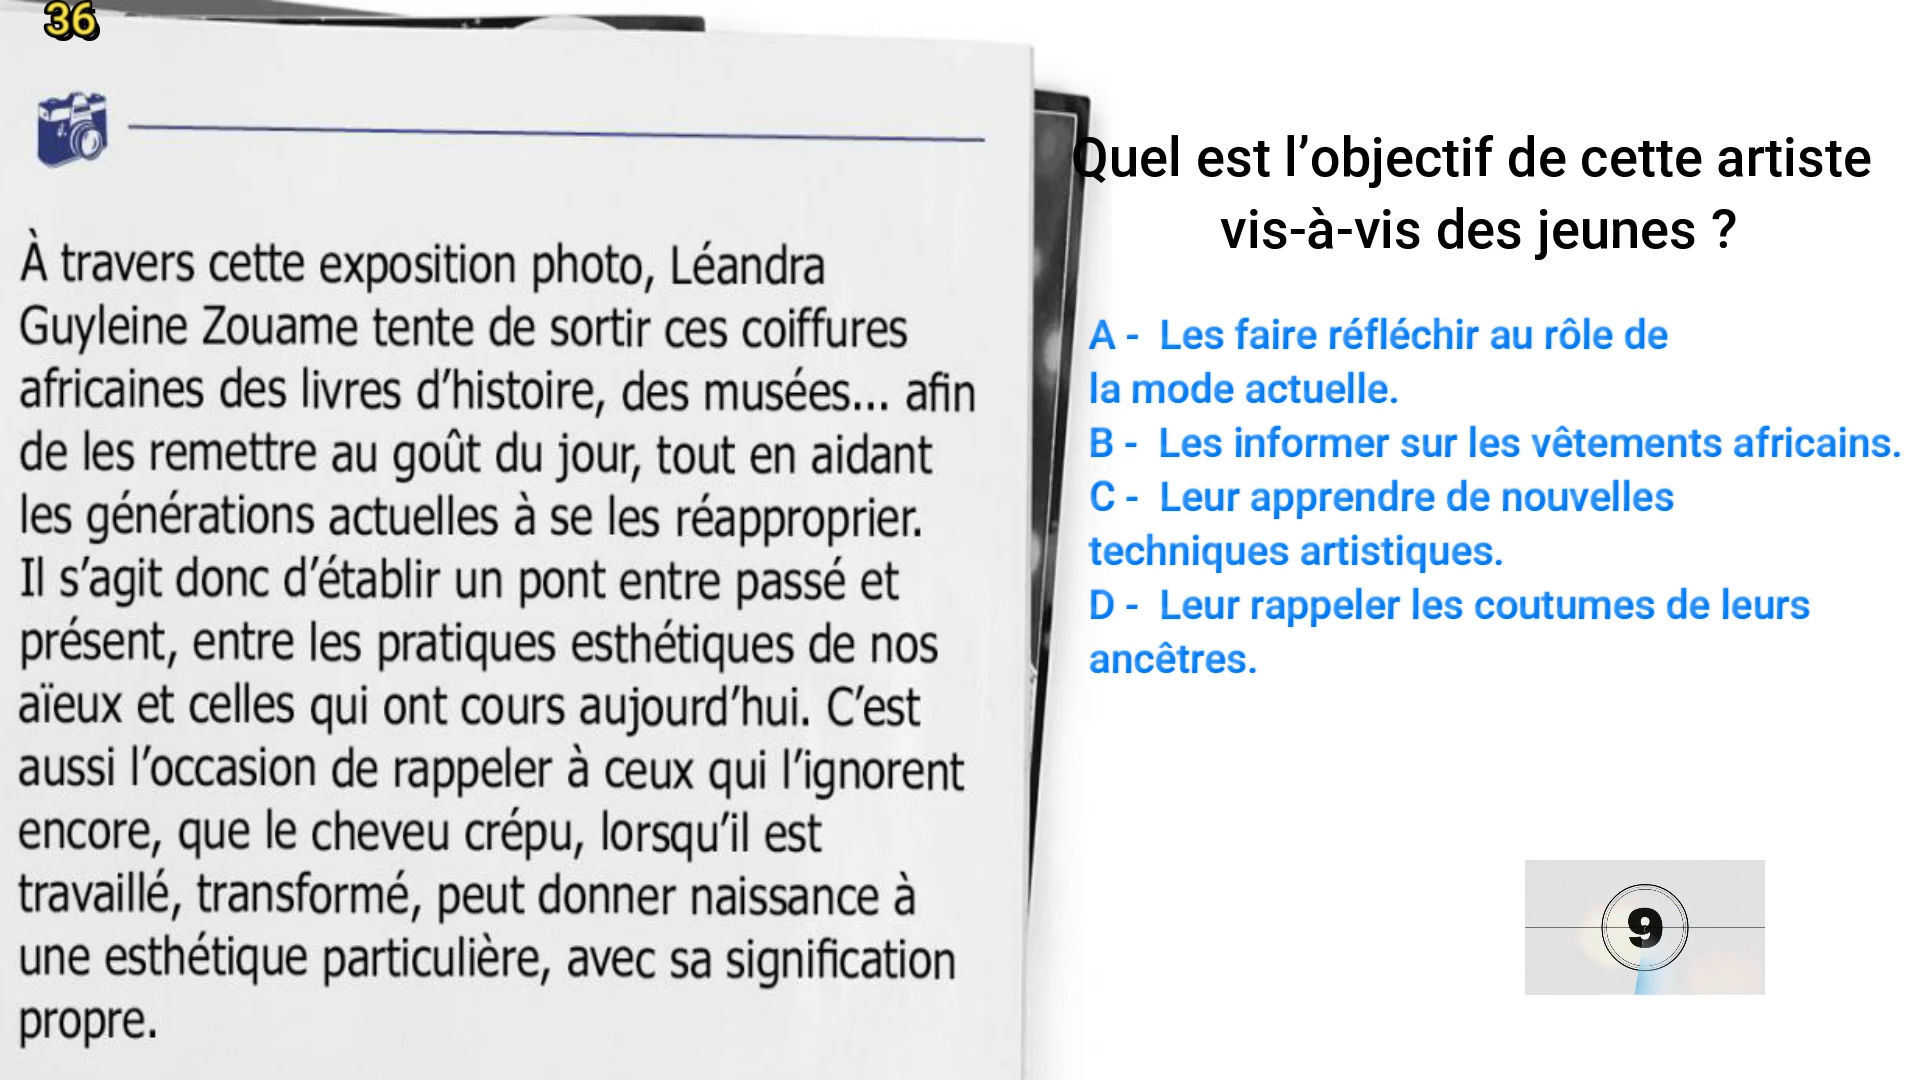 36
À travers cette exposition photo, Léandra
Guyleine Zouame tente de sortir ces coiffures
africaines des livres d'histoire, des musées... afin
de les remettre au goût du jour, tout en aidant
les générations actuelles à se les réapproprier.
Il s'agit donc d'établir un pont entre passé et
présent, entre les pratiques esthétiques de nos
aïeux et celles qui ont cours aujourd'hui. C'est
aussi l'occasion de rappeler à ceux qui l'ignorent
encore, que le cheveu crépu, lorsqu'il est
travaillé, transformé, peut donner naissance à
une esthétique particulière, avec sa signification
propre.
Quel est l'objectif de cette artiste
vis-à-vis des jeunes ?
A - Les faire réfléchir au rôle de
la mode actuelle.
B - Les informer sur les vêtements africains.
C - Leur apprendre de nouvelles
techniques artistiques.
D - Leur rappeler les coutumes de leurs
ancêtres.
9